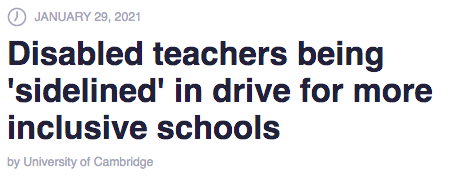 JANUARY 29, 2021
Disabled teachers being
'sidelined' in drive for more
inclusive schools
by University of Cambridge